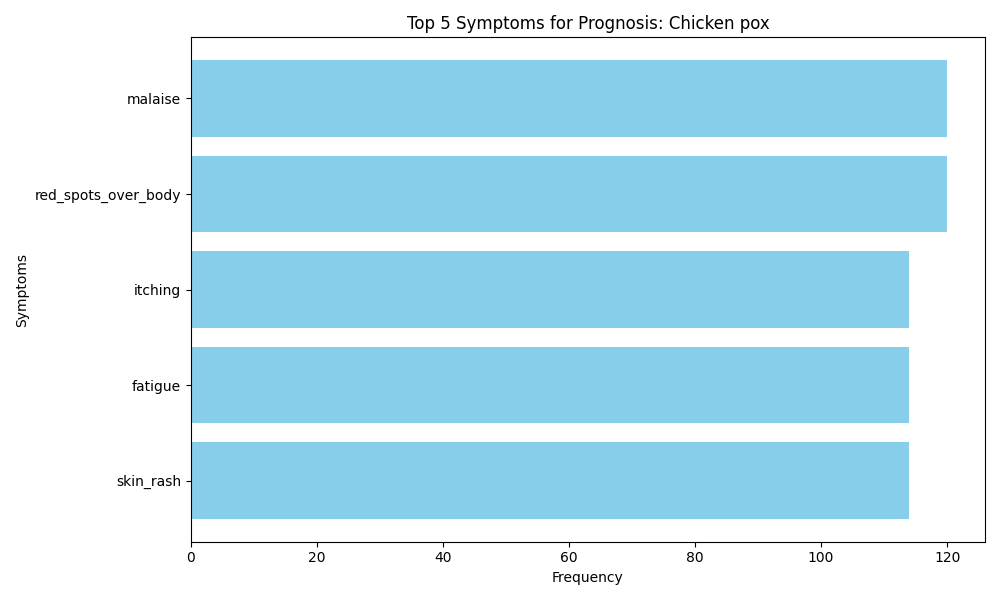 Top 5 Symptoms for Prognosis: Chicken pox
Symptoms
malaise
red_spots_over_body
itching
fatigue
skin_rash
0 20 40 60 80 100 120
Frequency